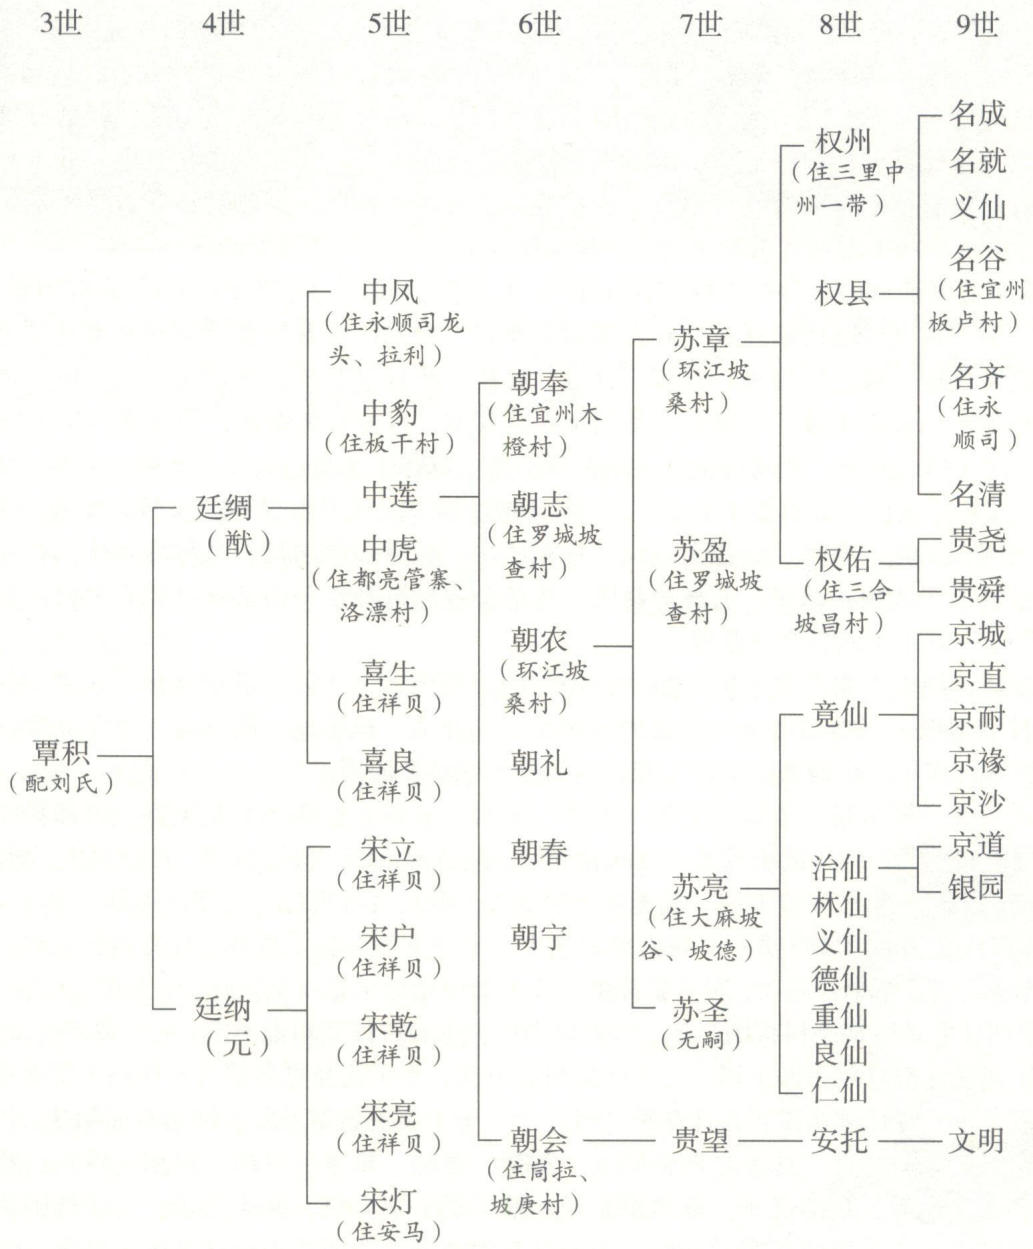 3世 4世 5世 6世 7世 8世 9世
覃积
(配刘氏)
廷绸
(猷)
廷纳
(元)
中凤
(住永顺司龙
头、拉利)
中豹
(住板干村)
中莲
中虎
(住都亮管寨、
洛漂村)
喜生
(住祥贝)
喜良
(住祥贝)
宋立
(住祥贝)
宋户
(住祥贝)
宋乾
(住祥贝)
宋亮
(住祥贝)
宋灯
(住安马)
朝奉
(住宜州木
橙村)
朝志
(住罗城坡
查村)
朝农
(环江坡
桑村)
朝礼
朝春
朝宁
朝会
(住崗拉、
坡庚村)
苏章
(环江坡
桑村)
苏盈
(住罗城坡
查村)
苏亮
(住大麻坡
谷、坡德)
苏圣
(无嗣)
贵望
权州
(住三里中
州一带)
权县
权佑
(住三合
坡昌村)
竟仙
治仙
林仙
义仙
德仙
重仙
良仙
仁仙
安托
名成
名就
义仙
名谷
(住宜州
板卢村)
名齐
(住永
顺司)
名清
贵尧
贵舜
京城
京直
京耐
京褖
京沙
京道
银园
文明